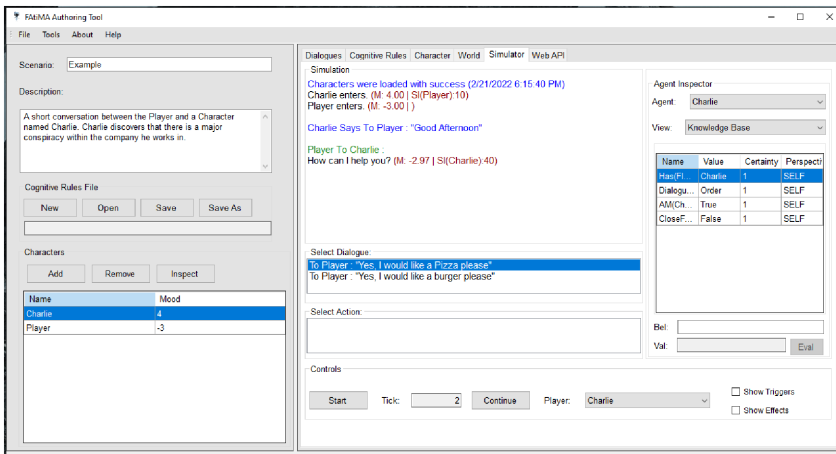 FAtiMA Authoring Tool
File Tools About Help
Scenario: Example
Description:
A short conversation between the Player and a Character
named Charlie. Charlie discovers that there is a major
conspiracy within the company he works in.
Cognitive Rules File
New Open Save Save As
Characters
Add Remove Inspect
Name Mood
Charlie 4
Player -3
Dialogues Cognitive Rules Character World Simulator Web API
Simulation
Characters were loaded with success (2/21/2022 6:15:40 PM)
Charlie enters. (M: 4.00 | SI(Player):10)
Player enters. (M: -3.00 | )
Charlie Says To Player : "Good Afternoon"
Player To Charlie :
How can I help you? (M: -2.97 | SI(Charlie):40)
Select Dialogue:
To Player : "Yes, I would like a Pizza please"
To Player : "Yes, I would like a burger please"
Select Action:
Controls
Start Tick: 2 Continue Player: Charlie
Show Triggers
Show Effects
Agent Inspector
Agent: Charlie
View: Knowledge Base
Name Value Certainty Perspecti
Has(Fl... Charlie 1 SELF
Dialogu... Order 1 SELF
AM(Ch... True 1 SELF
CloseF... False 1 SELF
Bel:
Val: Eval